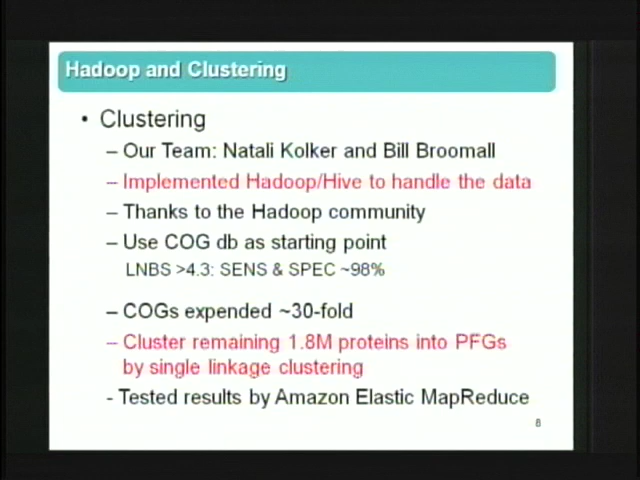 Hadoop and Clustering
• Clustering
– Our Team: Natali Kolker and Bill Broomall
– Implemented Hadoop/Hive to handle the data
– Thanks to the Hadoop community
– Use COG db as starting point
LNBS >4.3: SENS & SPEC ~98%
– COGs expended ~30-fold
– Cluster remaining 1.8M proteins into PFGs
by single linkage clustering
- Tested results by Amazon Elastic MapReduce
8